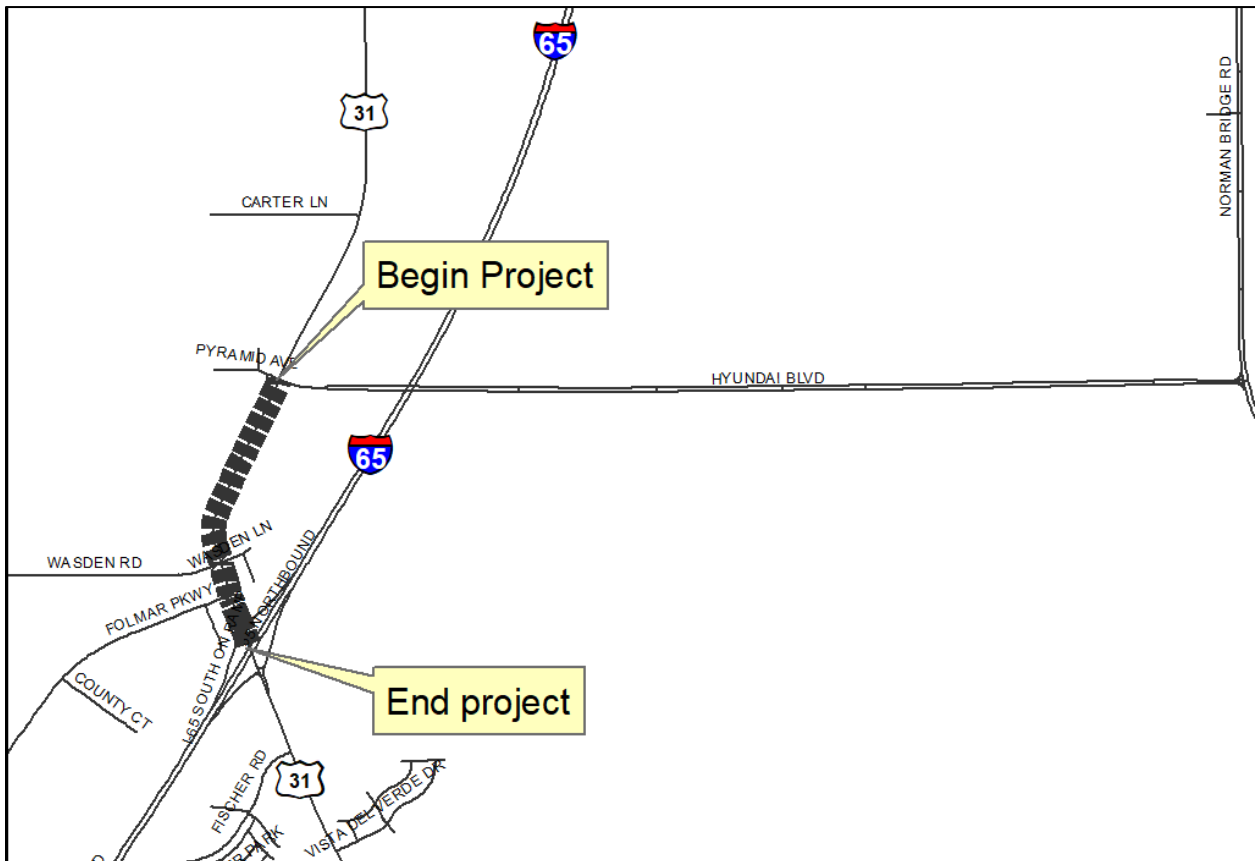 65
31
NORMAN BRIDGE RD
CARTER LN
Begin Project
PYRAMID AVE
HYUNDAI BLVD
65
WASDEN LN
WASDEN RD
NORTHBOUND
FOLMAR PKWY
I-65 SOUTH ON
COUNTY CT
End project
31
FISCHER RD
VISTA DEL VERDE DR
PARK